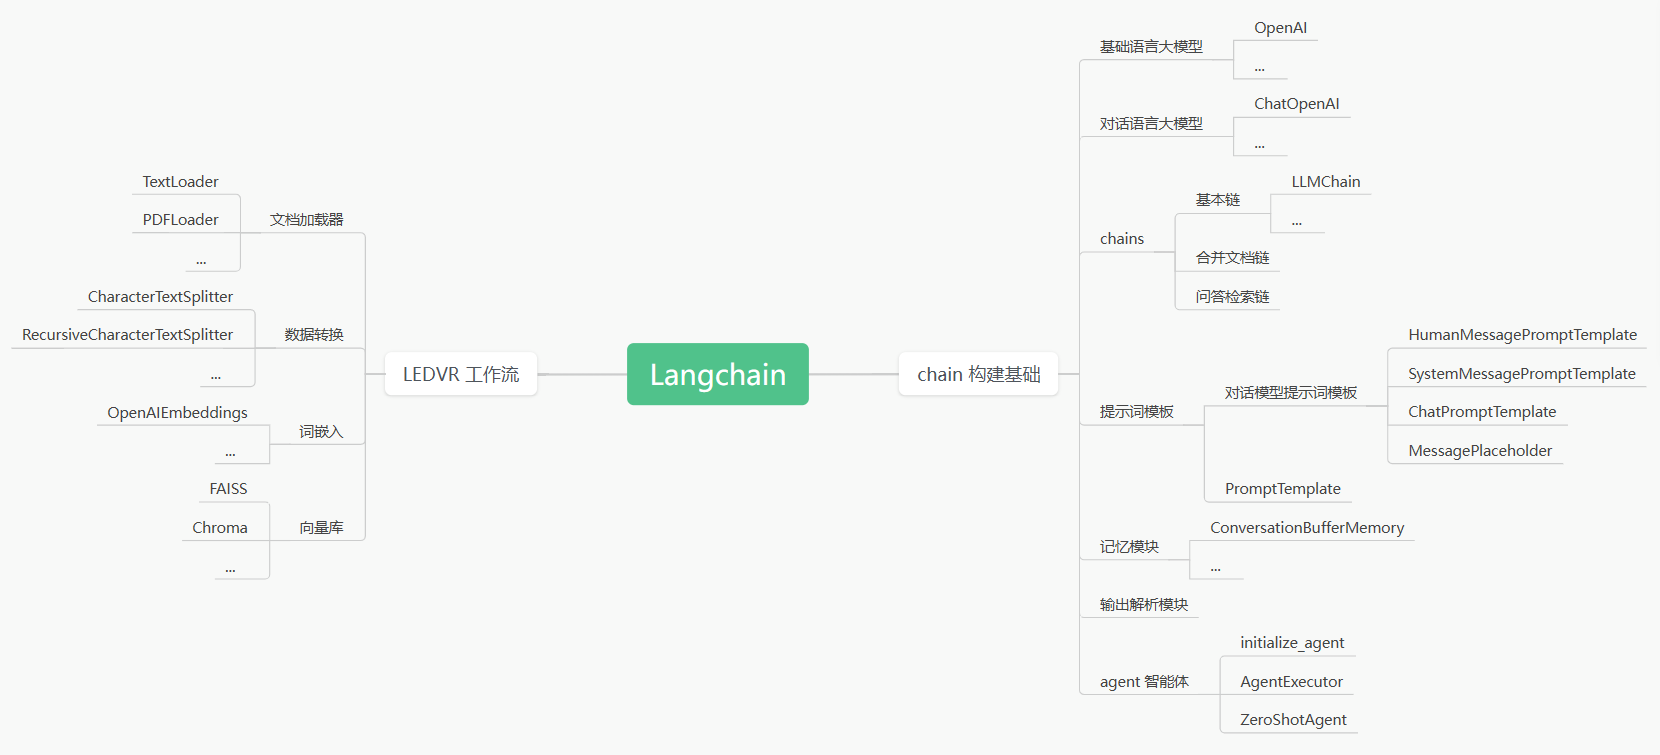 Langchain
LEDVR 工作流
文档加载器
TextLoader
PDFLoader
...
数据转换
CharacterTextSplitter
RecursiveCharacterTextSplitter
...
词嵌入
OpenAIEmbeddings
...
向量库
FAISS
Chroma
...
chain 构建基础
基础语言大模型
OpenAI
...
对话语言大模型
ChatOpenAI
...
chains
基本链
LLMChain
...
合并文档链
问答检索链
提示词模板
对话模型提示词模板
HumanMessagePromptTemplate
SystemMessagePromptTemplate
ChatPromptTemplate
MessagePlaceholder
PromptTemplate
记忆模块
ConversationBufferMemory
...
输出解析模块
agent 智能体
initialize_agent
AgentExecutor
ZeroShotAgent